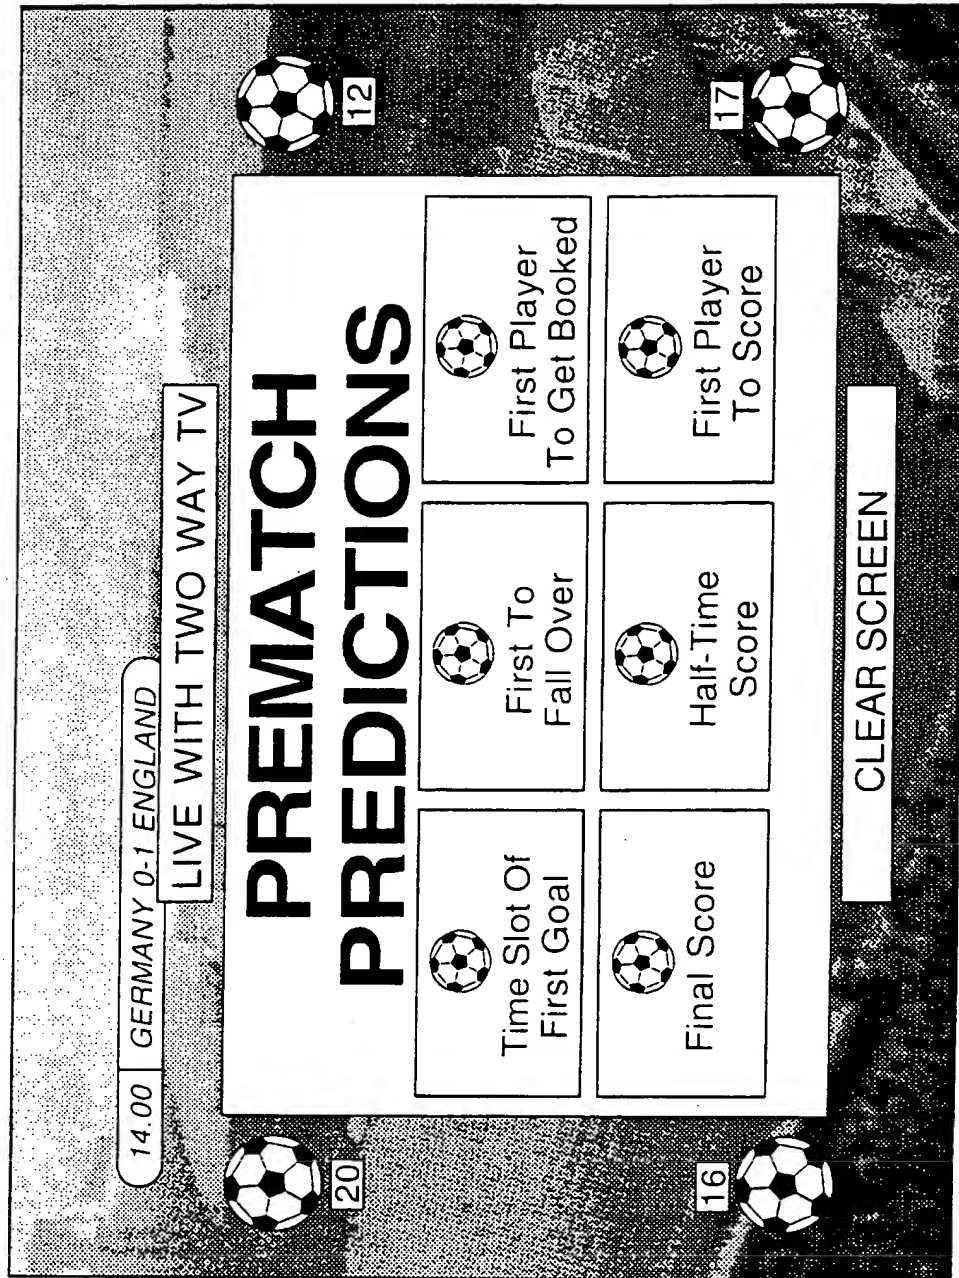 14.00 GERMANY 0-1 ENGLAND
LIVE WITH TWO WAY TV
20
12
PREMATCH
PREDICTIONS
Time Slot Of
First Goal
First To
Fall Over
First Player
To Get Booked
Final Score
Half-Time
Score
First Player
To Score
16
17
CLEAR SCREEN